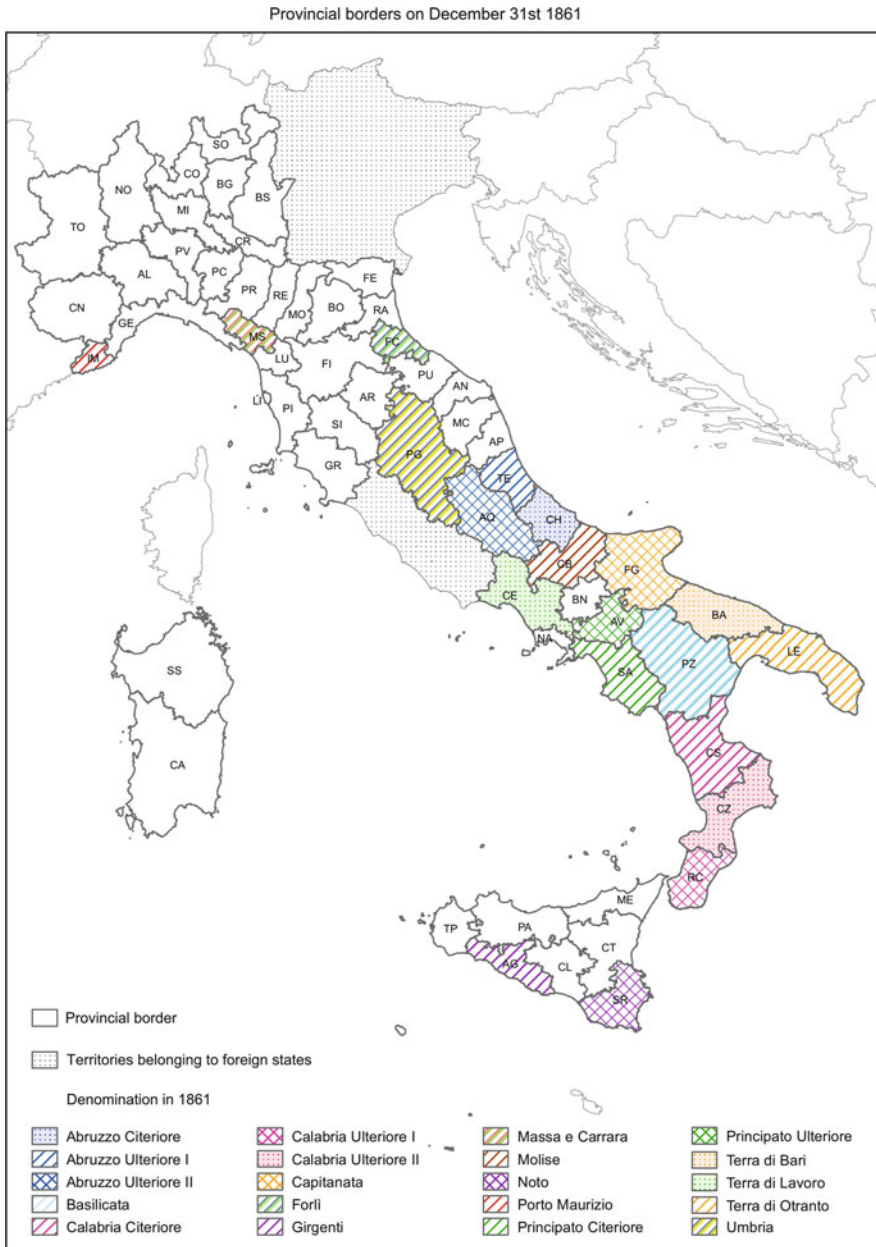 Provincial borders on December 31st 1861
SO
NO
CO
BG
BS
MI
TO
CR
PV
AL
PC
PR
RE
FE
CN
GE
MO
BO
RA
MS
FC
IM
LU
FI
PU
AN
LI
PI
AR
SI
MC
AP
PG
GR
TE
AQ
CH
CB
FG
CE
BN
BA
AV
NA
LE
SA
PZ
SS
CS
CA
CZ
RC
ME
TP
PA
CT
AG
CL
SR
Provincial border
Territories belonging to foreign states
Denomination in 1861
Abruzzo Citeriore
Abruzzo Ulteriore I
Abruzzo Ulteriore II
Basilicata
Calabria Citeriore
Calabria Ulteriore I
Calabria Ulteriore II
Capitanata
Forlì
Girgenti
Massa e Carrara
Molise
Noto
Porto Maurizio
Principato Citeriore
Principato Ulteriore
Terra di Bari
Terra di Lavoro
Terra di Otranto
Umbria